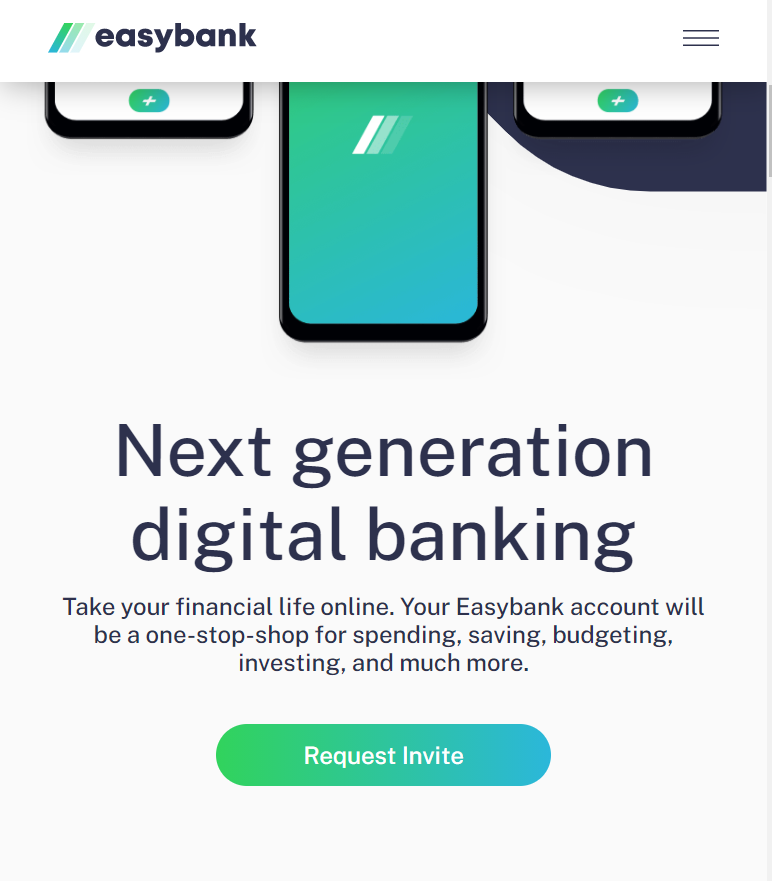 easybank
Next generation
digital banking
Take your financial life online. Your Easybank account will
be a one-stop-shop for spending, saving, budgeting,
investing, and much more.
Request Invite